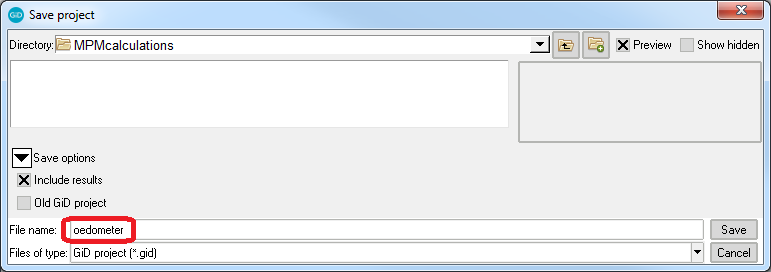 GiD Save project
Directory: MPMcalculations Preview Show hidden
Save options
Include results
Old GiD project
File name: oedometer Save
Files of type: GiD project (*.gid) Cancel